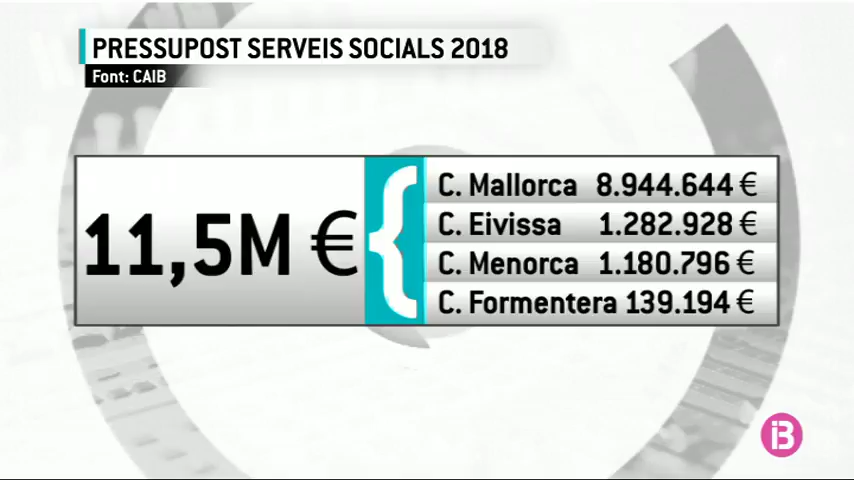 PRESSUPOST SERVEIS SOCIALS 2018
Font: CAIB
11,5M €
C. Mallorca 8.944.644 €
C. Eivissa 1.282.928 €
C. Menorca 1.180.796 €
C. Formentera 139.194 €
iB